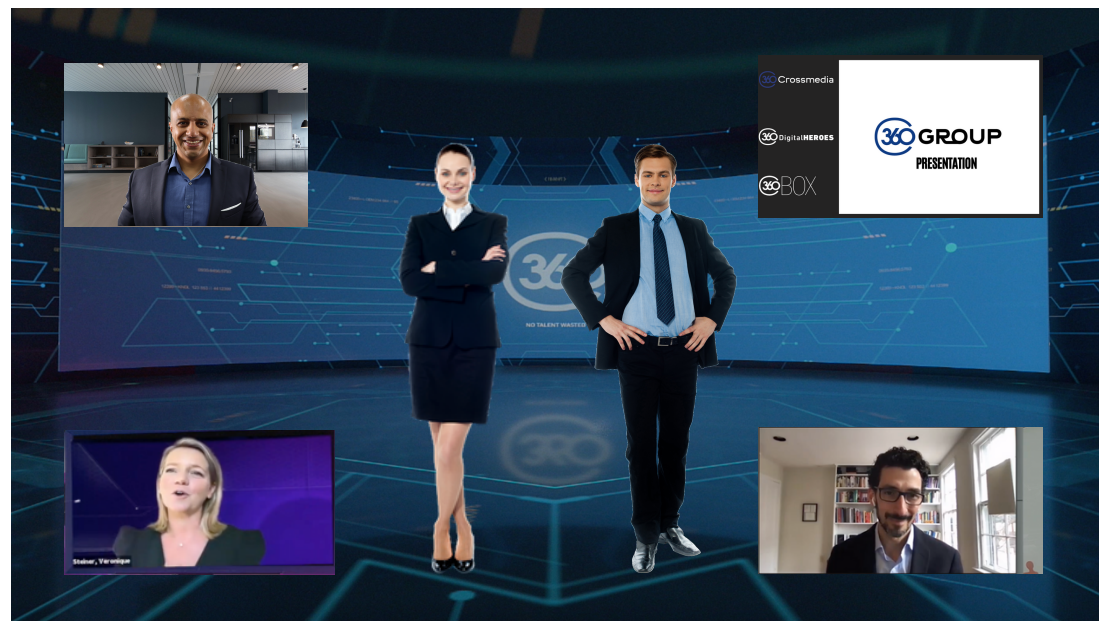 360 Crossmedia
360 DigitalHEROES
360 BOX
360 GROUP
PRESENTATION
360
NO TALENT WASTED
Steiner, Veronique